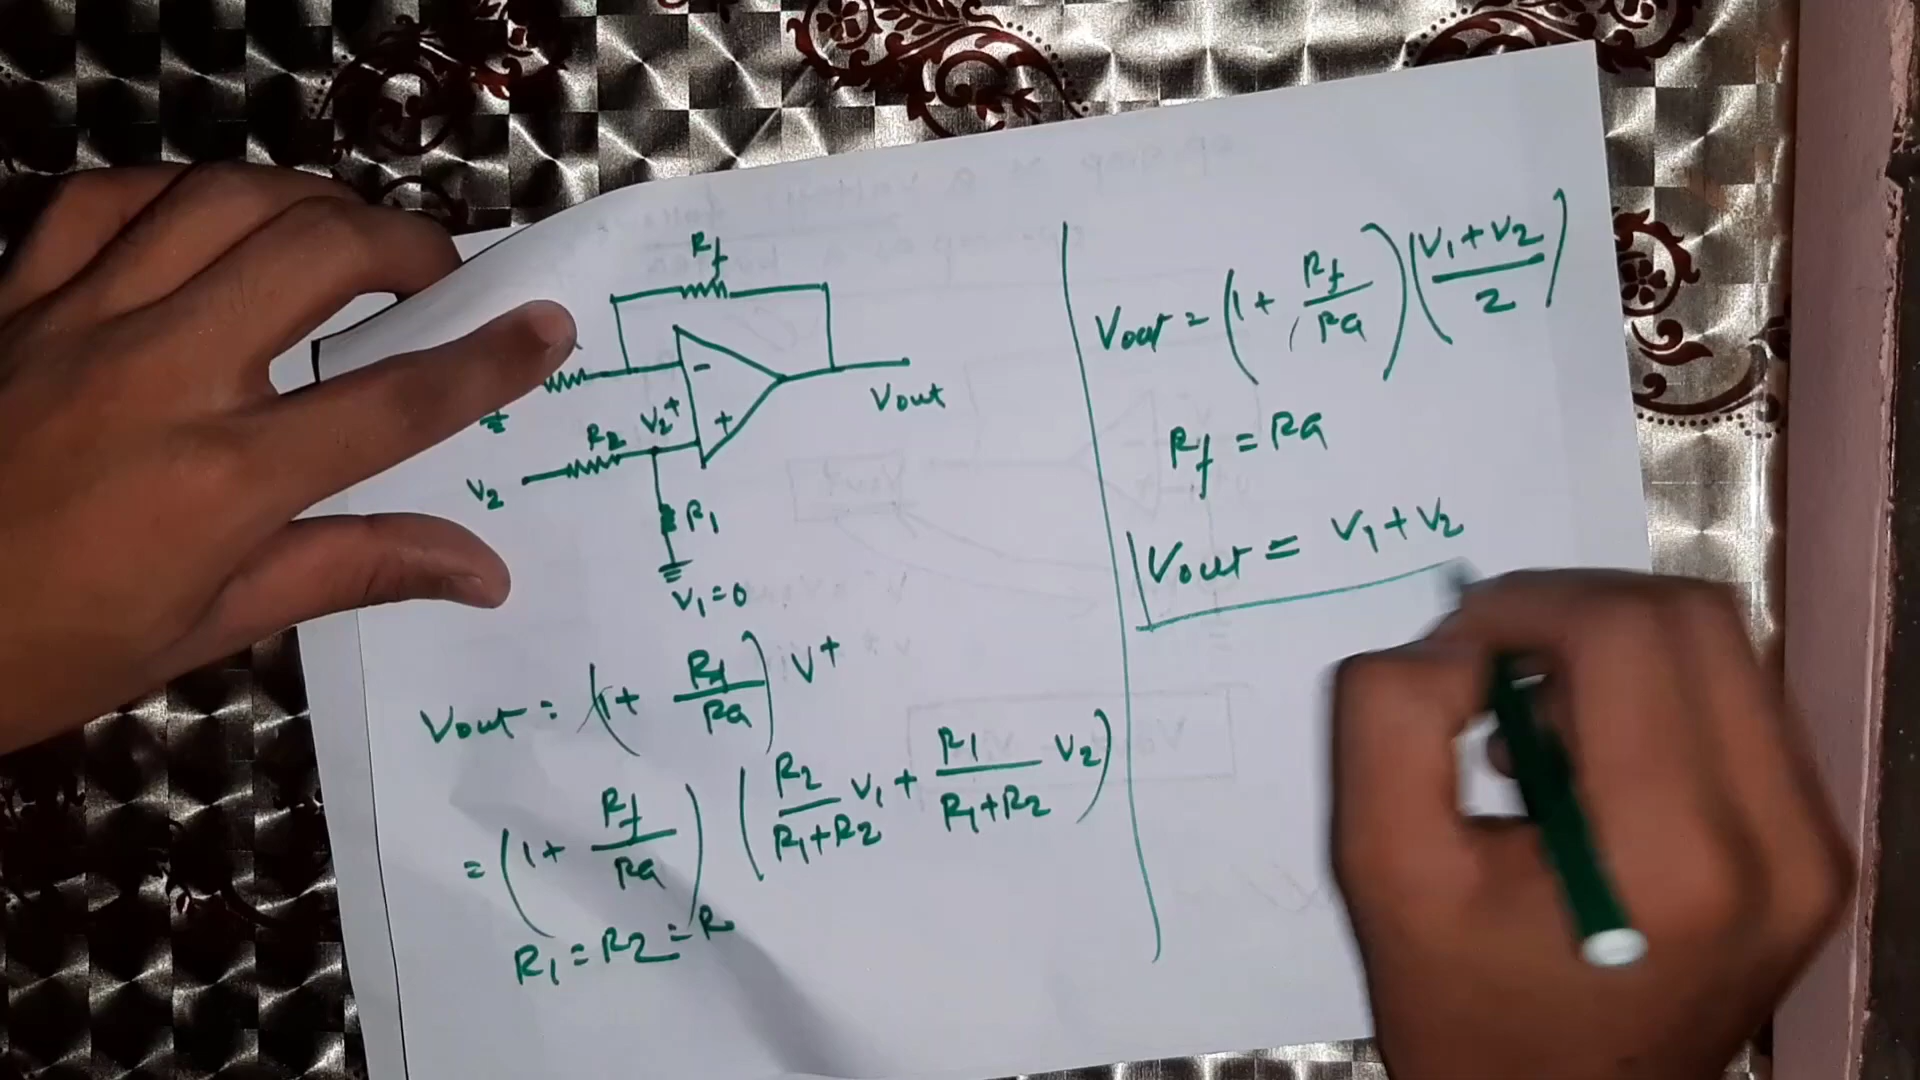 Rf
-
R2 V2+ +
Vout
V2
R1
V1=0
Vout = (1 + Rf/Ra) V+
= (1 + Rf/Ra) (R2/R1+R2 V1 + R1/R1+R2 V2)
R1 = R2 = R
Vout = (1 + Rf/Ra) (V1 + V2/2)
Rf = Ra
Vout = V1 + V2